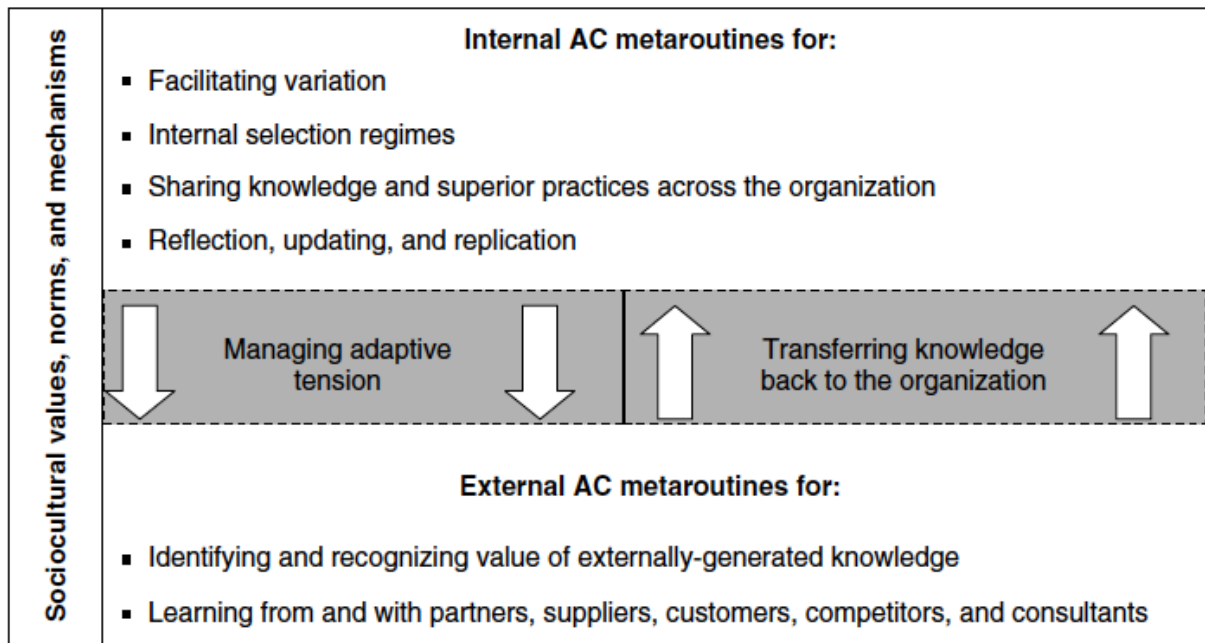 Sociocultural values, norms, and mechanisms
Internal AC metaroutines for:
▪ Facilitating variation
▪ Internal selection regimes
▪ Sharing knowledge and superior practices across the organization
▪ Reflection, updating, and replication
Managing adaptive
tension
Transferring knowledge
back to the organization
External AC metaroutines for:
▪ Identifying and recognizing value of externally-generated knowledge
▪ Learning from and with partners, suppliers, customers, competitors, and consultants